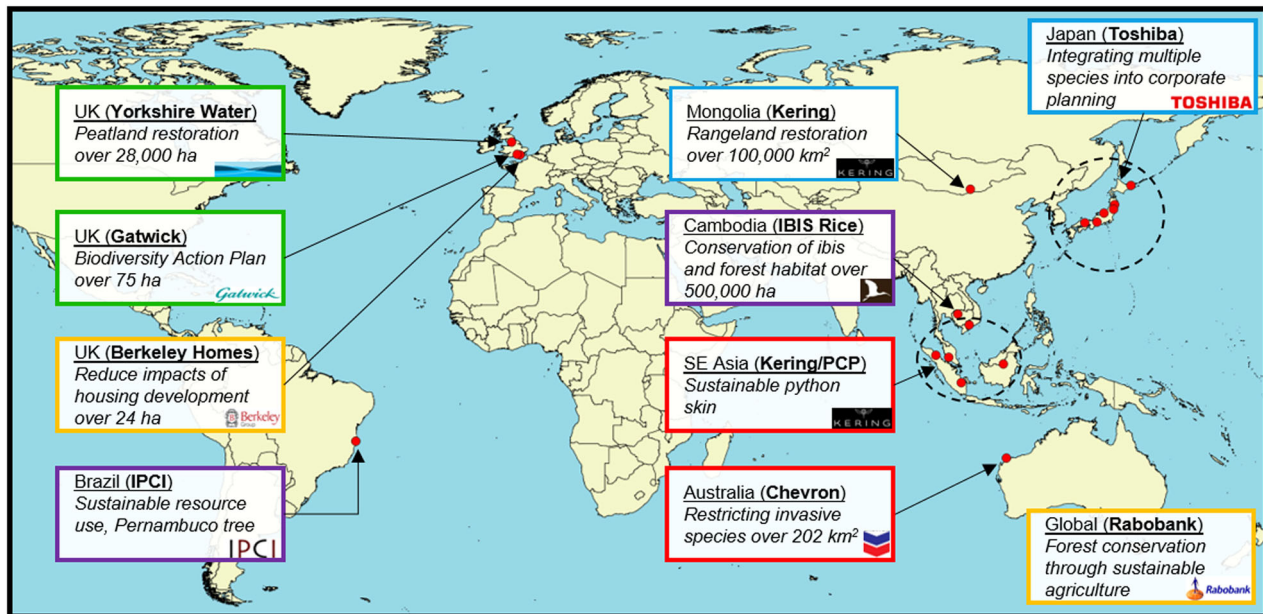 UK (Yorkshire Water)
Peatland restoration
over 28,000 ha
UK (Gatwick)
Biodiversity Action Plan
over 75 ha
Gatwick
UK (Berkeley Homes)
Reduce impacts of
housing development
over 24 ha
Berkeley
Group
Brazil (IPCI)
Sustainable resource
use, Pernambuco tree
IPCI
Mongolia (Kering)
Rangeland restoration
over 100,000 km²
KERING
Cambodia (IBIS Rice)
Conservation of ibis
and forest habitat over
500,000 ha
SE Asia (Kering/PCP)
Sustainable python
skin
KERING
Australia (Chevron)
Restricting invasive
species over 202 km²
Japan (Toshiba)
Integrating multiple
species into corporate
planning
TOSHIBA
Global (Rabobank)
Forest conservation
through sustainable
agriculture
Rabobank